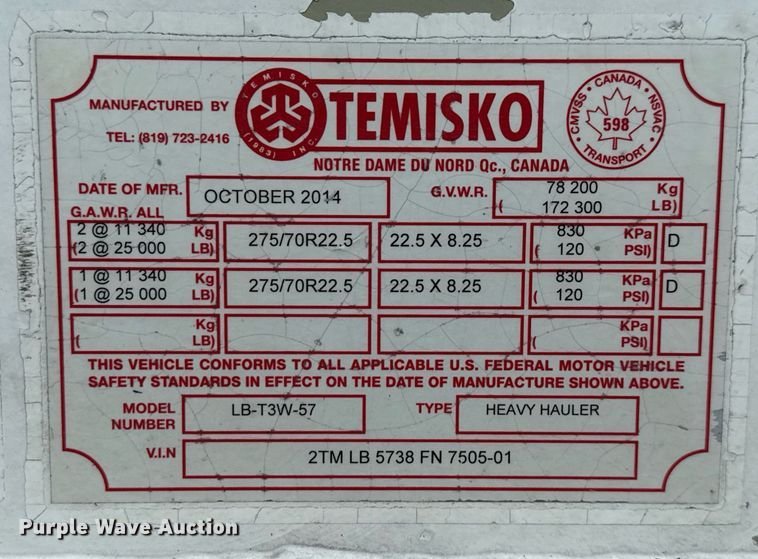 MANUFACTURED BY
TEMISKO (1983) INC.
TEMISKO
TEL: (819) 723-2416
NOTRE DAME DU NORD Qc., CANADA
CMVSS • CANADA • NSVAC
598
TRANSPORT
DATE OF MFR. OCTOBER 2014 G.V.W.R. 78 200 Kg
( 172 300 LB)
G.A.W.R. ALL
2 @ 11 340 Kg 275/70R22.5 22.5 X 8.25 830 KPa D
(2 @ 25 000 LB) ( 120 PSI)
1 @ 11 340 Kg 275/70R22.5 22.5 X 8.25 830 KPa D
(1 @ 25 000 LB) ( 120 PSI)
Kg KPa
( LB) ( PSI)
THIS VEHICLE CONFORMS TO ALL APPLICABLE U.S. FEDERAL MOTOR VEHICLE
SAFETY STANDARDS IN EFFECT ON THE DATE OF MANUFACTURE SHOWN ABOVE.
MODEL NUMBER LB-T3W-57 TYPE HEAVY HAULER
V.I.N 2TM LB 5738 FN 7505-01
Purple Wave Auction